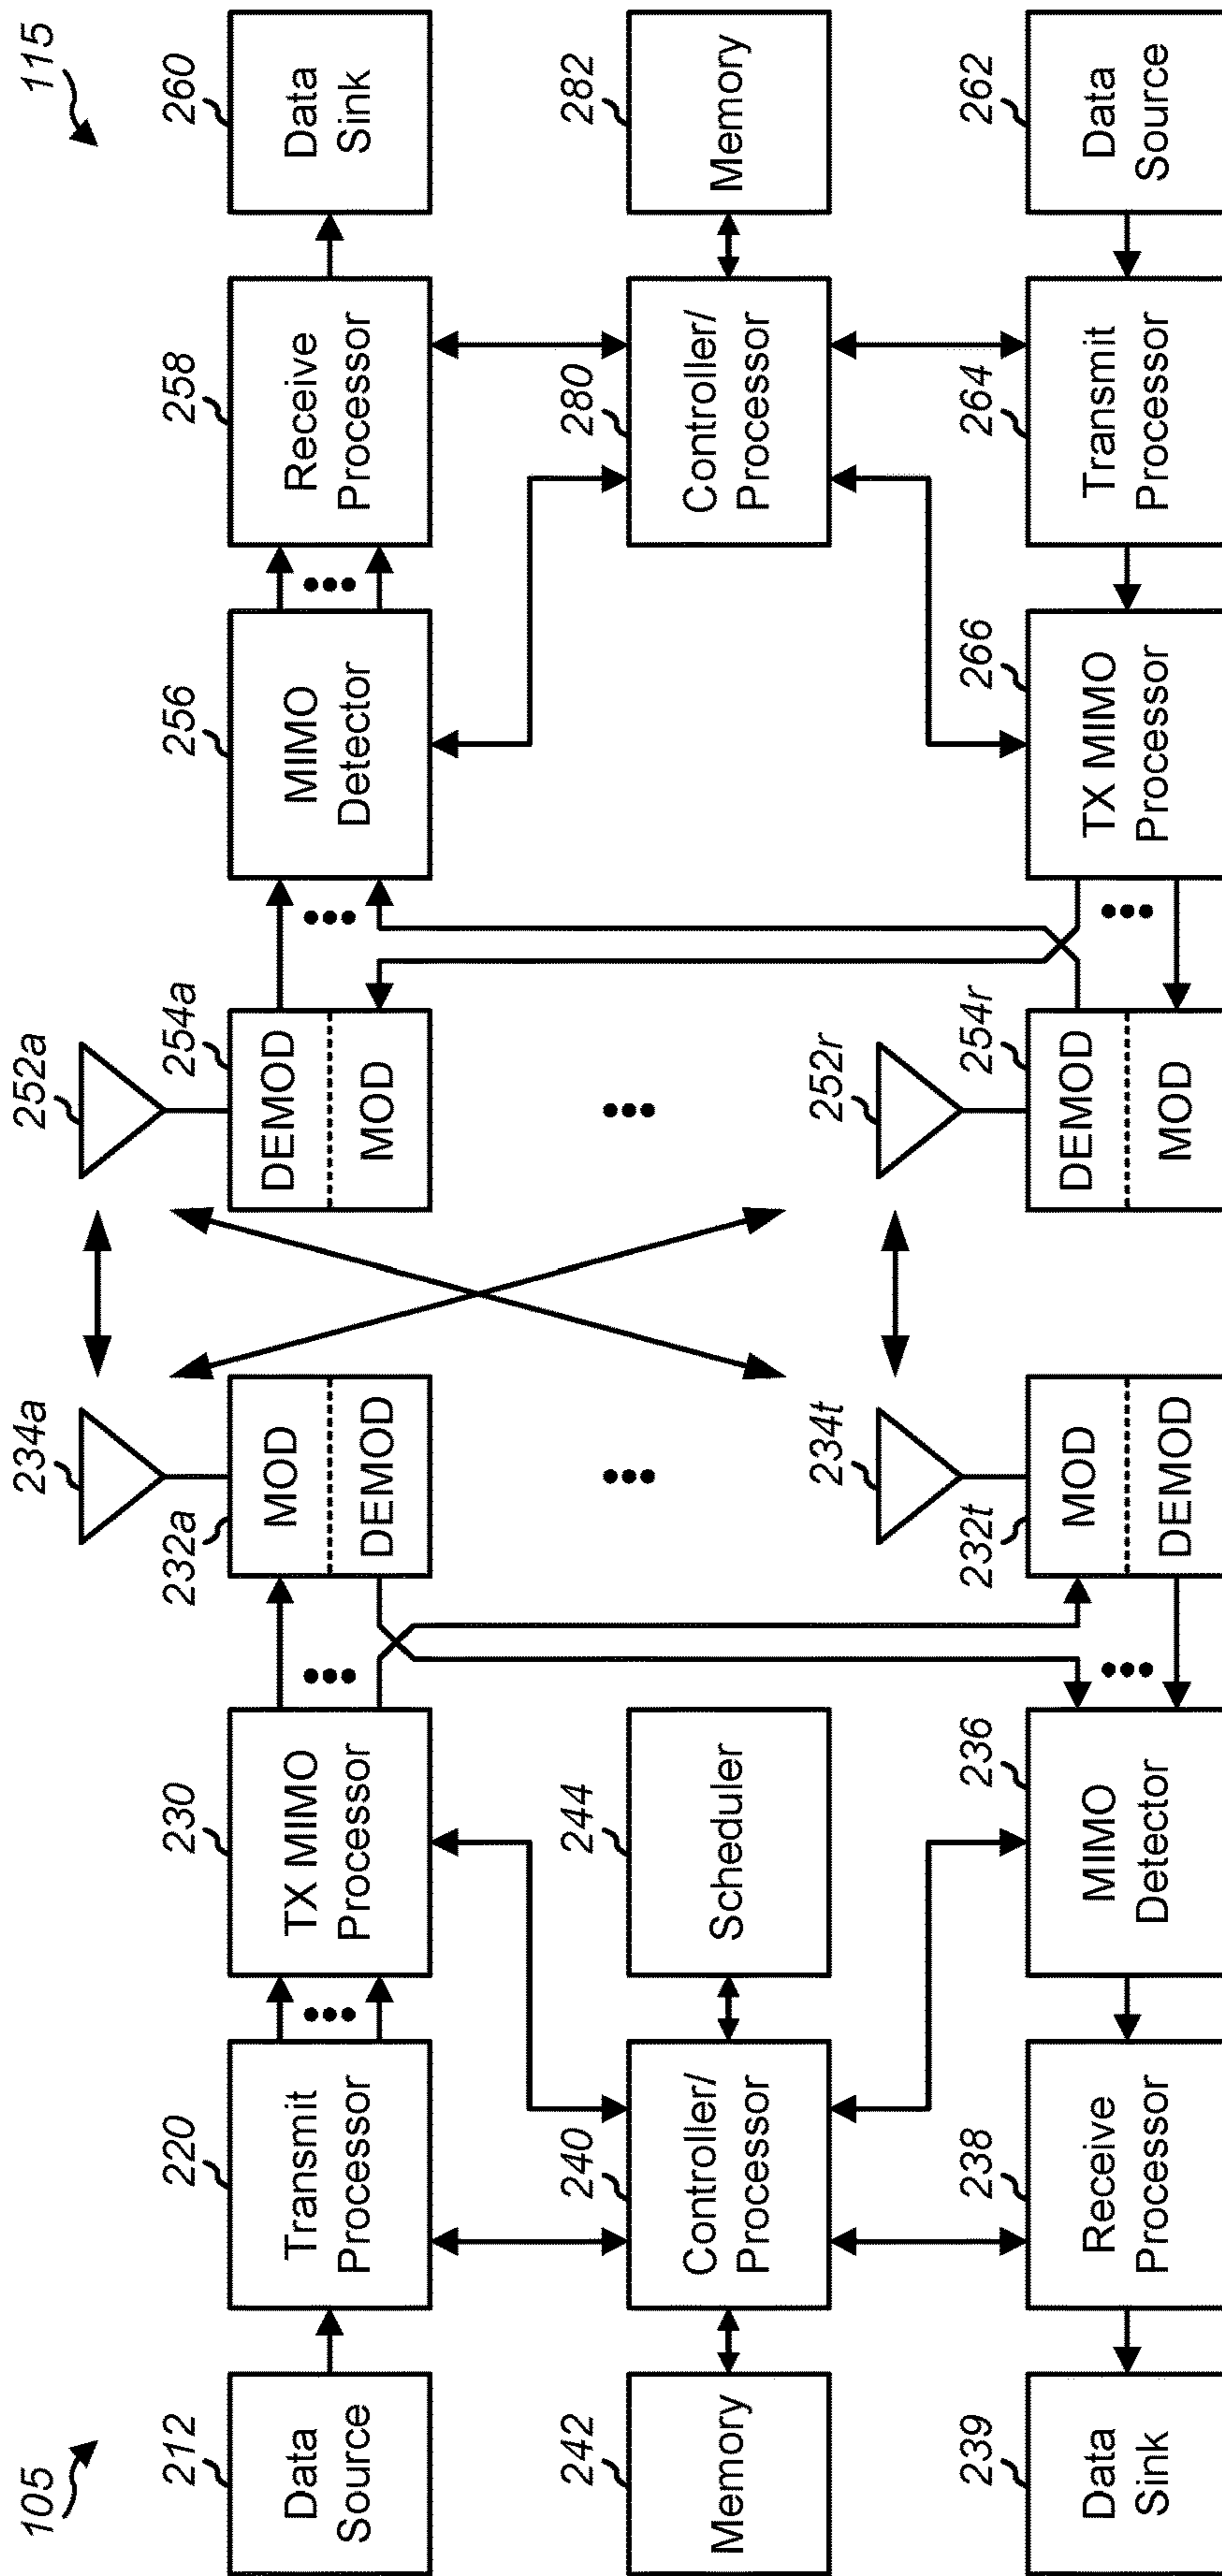 105
115
212
Data
Source
220
Transmit
Processor
230
TX MIMO
Processor
•••
•••
232a
MOD
DEMOD
234a
252a
254a
DEMOD
MOD
•••
256
MIMO
Detector
•••
258
Receive
Processor
260
Data
Sink
242
Memory
240
Controller/
Processor
244
Scheduler
•••
•••
280
Controller/
Processor
282
Memory
239
Data
Sink
238
Receive
Processor
236
MIMO
Detector
•••
232t
MOD
DEMOD
234t
252r
254r
DEMOD
MOD
•••
266
TX MIMO
Processor
264
Transmit
Processor
262
Data
Source